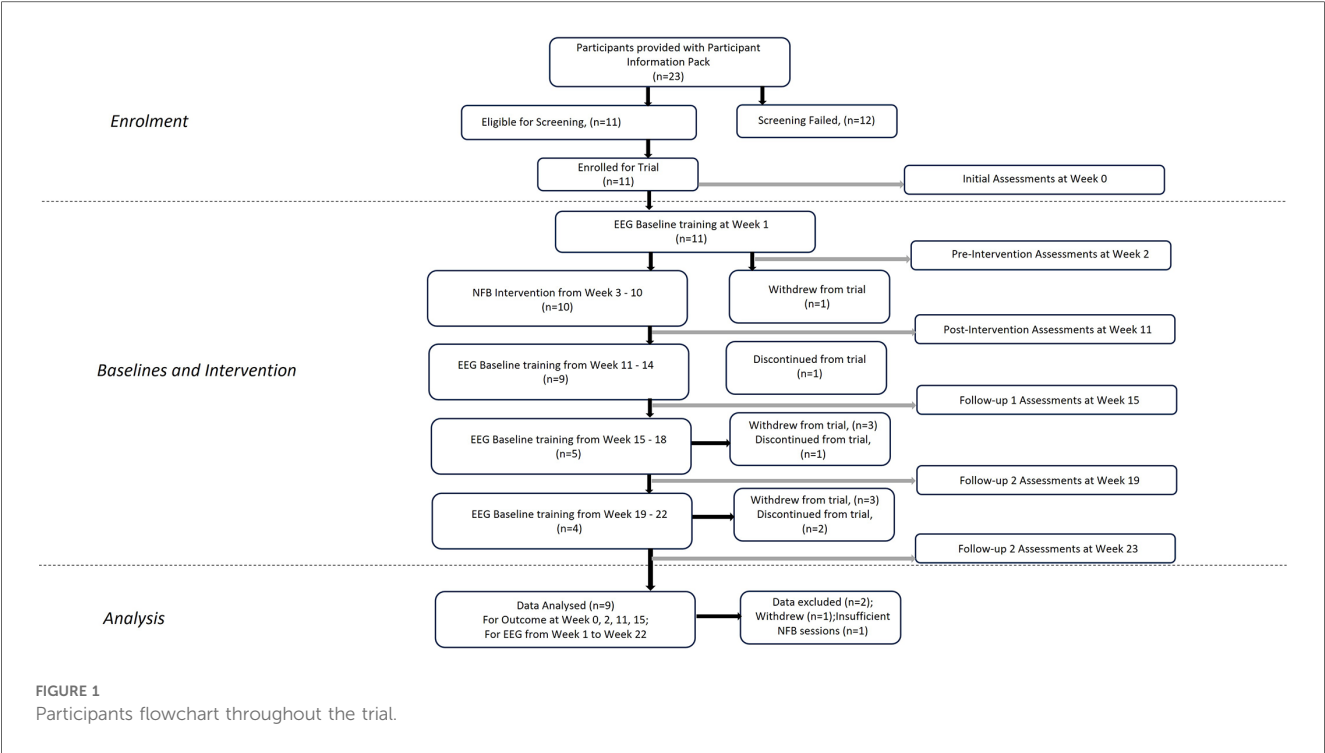 Participants provided with Participant
Information Pack
(n=23)
Enrolment
Eligible for Screening, (n=11)
Screening Failed, (n=12)
Enrolled for Trial
(n=11)
Initial Assessments at Week 0
EEG Baseline training at Week 1
(n=11)
Pre-Intervention Assessments at Week 2
NFB Intervention from Week 3 - 10
(n=10)
Withdrew from trial
(n=1)
Post-Intervention Assessments at Week 11
Baselines and Intervention
EEG Baseline training from Week 11 - 14
(n=9)
Discontinued from trial
(n=1)
Follow-up 1 Assessments at Week 15
EEG Baseline training from Week 15 - 18
(n=5)
Withdrew from trial, (n=3)
Discontinued from trial,
(n=1)
Follow-up 2 Assessments at Week 19
EEG Baseline training from Week 19 - 22
(n=4)
Withdrew from trial, (n=3)
Discontinued from trial,
(n=2)
Follow-up 2 Assessments at Week 23
Analysis
Data Analysed (n=9)
For Outcome at Week 0, 2, 11, 15;
For EEG from Week 1 to Week 22
Data excluded (n=2);
Withdrew (n=1);Insufficient
NFB sessions (n=1)
FIGURE 1
Participants flowchart throughout the trial.